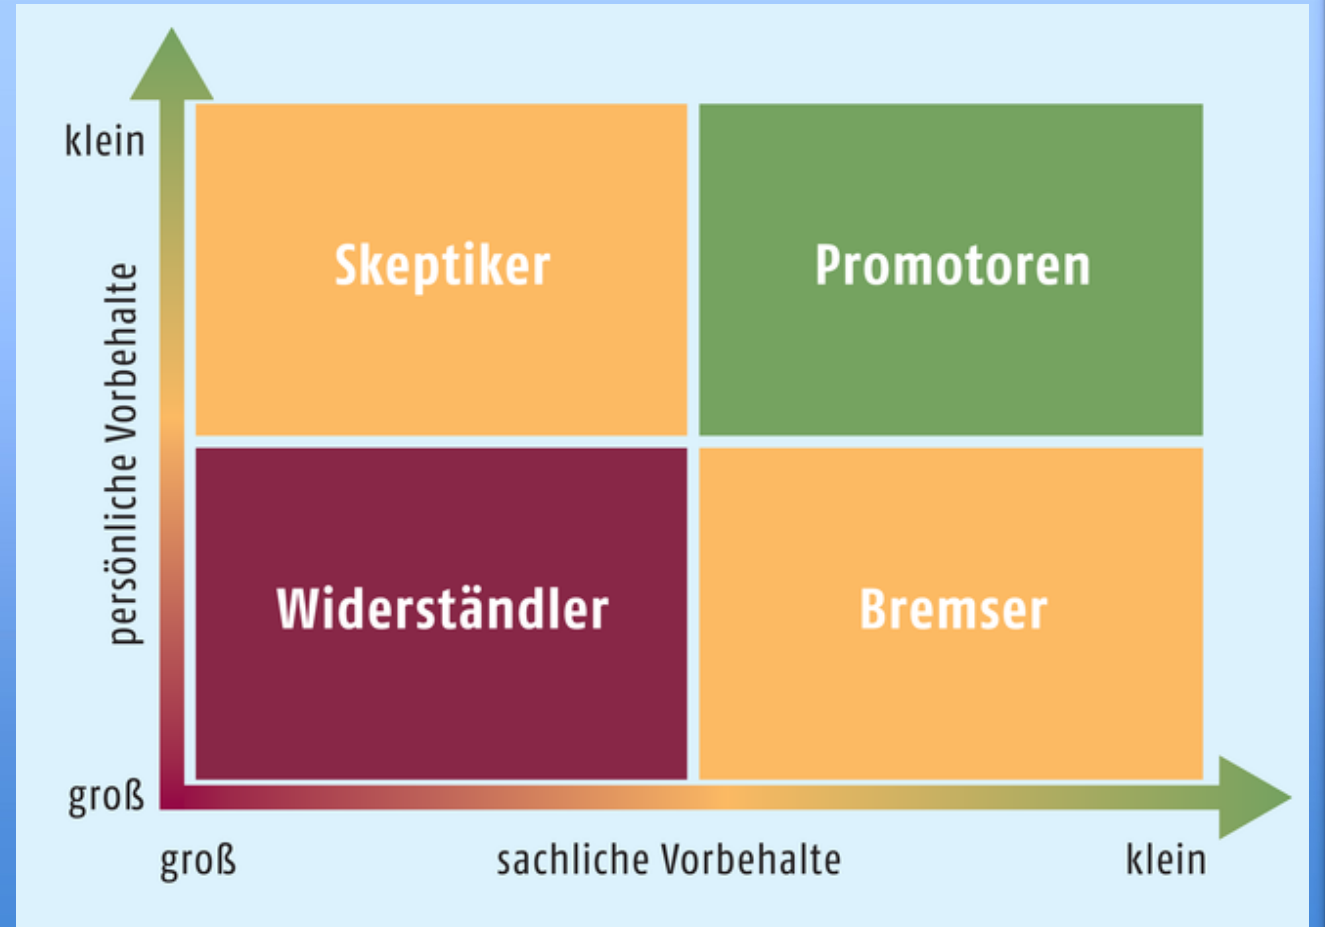 klein
Skeptiker
Promotoren
persönliche Vorbehalte
Widerständler
Bremser
groß
groß
sachliche Vorbehalte
klein